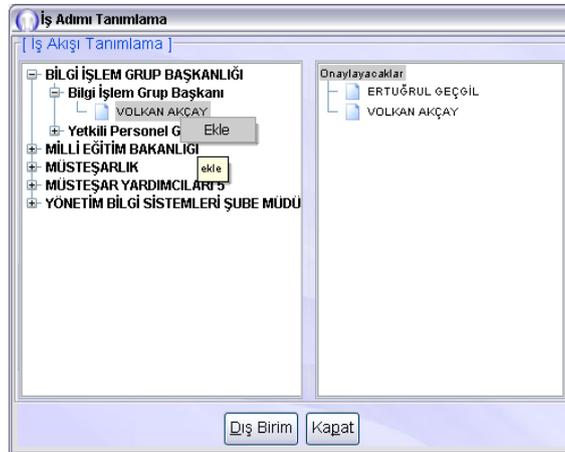 İş Adımı Tanımlama
[ İş Akışı Tanımlama ]
BİLGİ İŞLEM GRUP BAŞKANLIĞI
Bilgi İşlem Grup Başkanı
VOLKAN AKÇAY
Ekle
Yetkili Personel G
MİLLİ EĞİTİM BAKANLIĞI
MÜSTEŞARLIK
ekle
MÜSTEŞAR YARDIMCILARI 5
YÖNETİM BİLGİ SİSTEMLERİ ŞUBE MÜDÜ
Onaylayacaklar
ERTUĞRUL GEÇGİL
VOLKAN AKÇAY
Dış Birim
Kapat